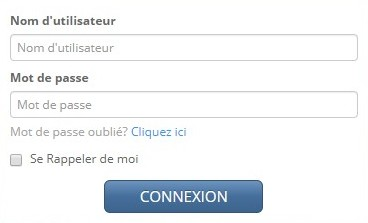 Nom d'utilisateur
Nom d'utilisateur
Mot de passe
Mot de passe
Mot de passe oublié? Cliquez ici
Se Rappeler de moi
CONNEXION